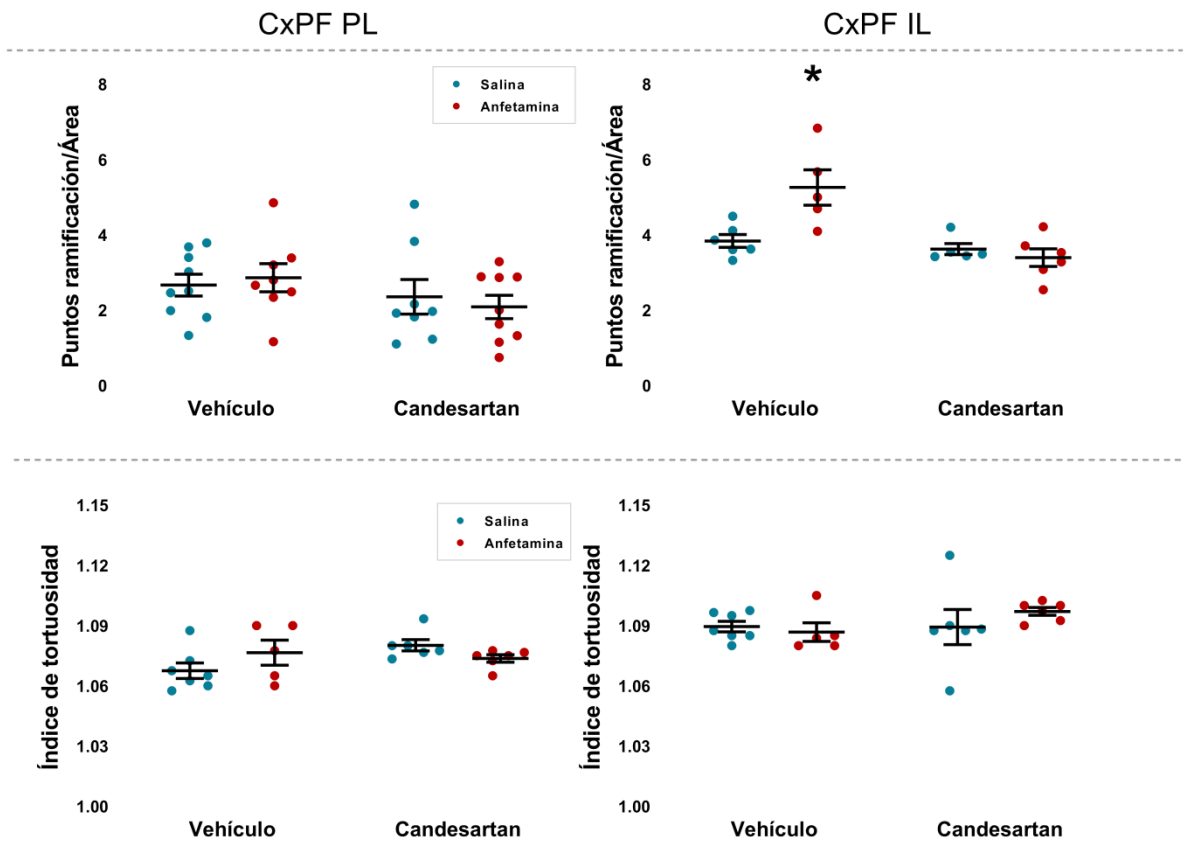 CxPF PL
CxPF IL
Puntos ramificación/Área
8
6
4
2
0
Salina
Anfetamina
Vehículo
Candesartan
Puntos ramificación/Área
8
6
4
2
0
*
Vehículo
Candesartan
Índice de tortuosidad
1.15
1.12
1.09
1.06
1.03
1.00
Salina
Anfetamina
Vehículo
Candesartan
Índice de tortuosidad
1.15
1.12
1.09
1.06
1.03
1.00
Vehículo
Candesartan